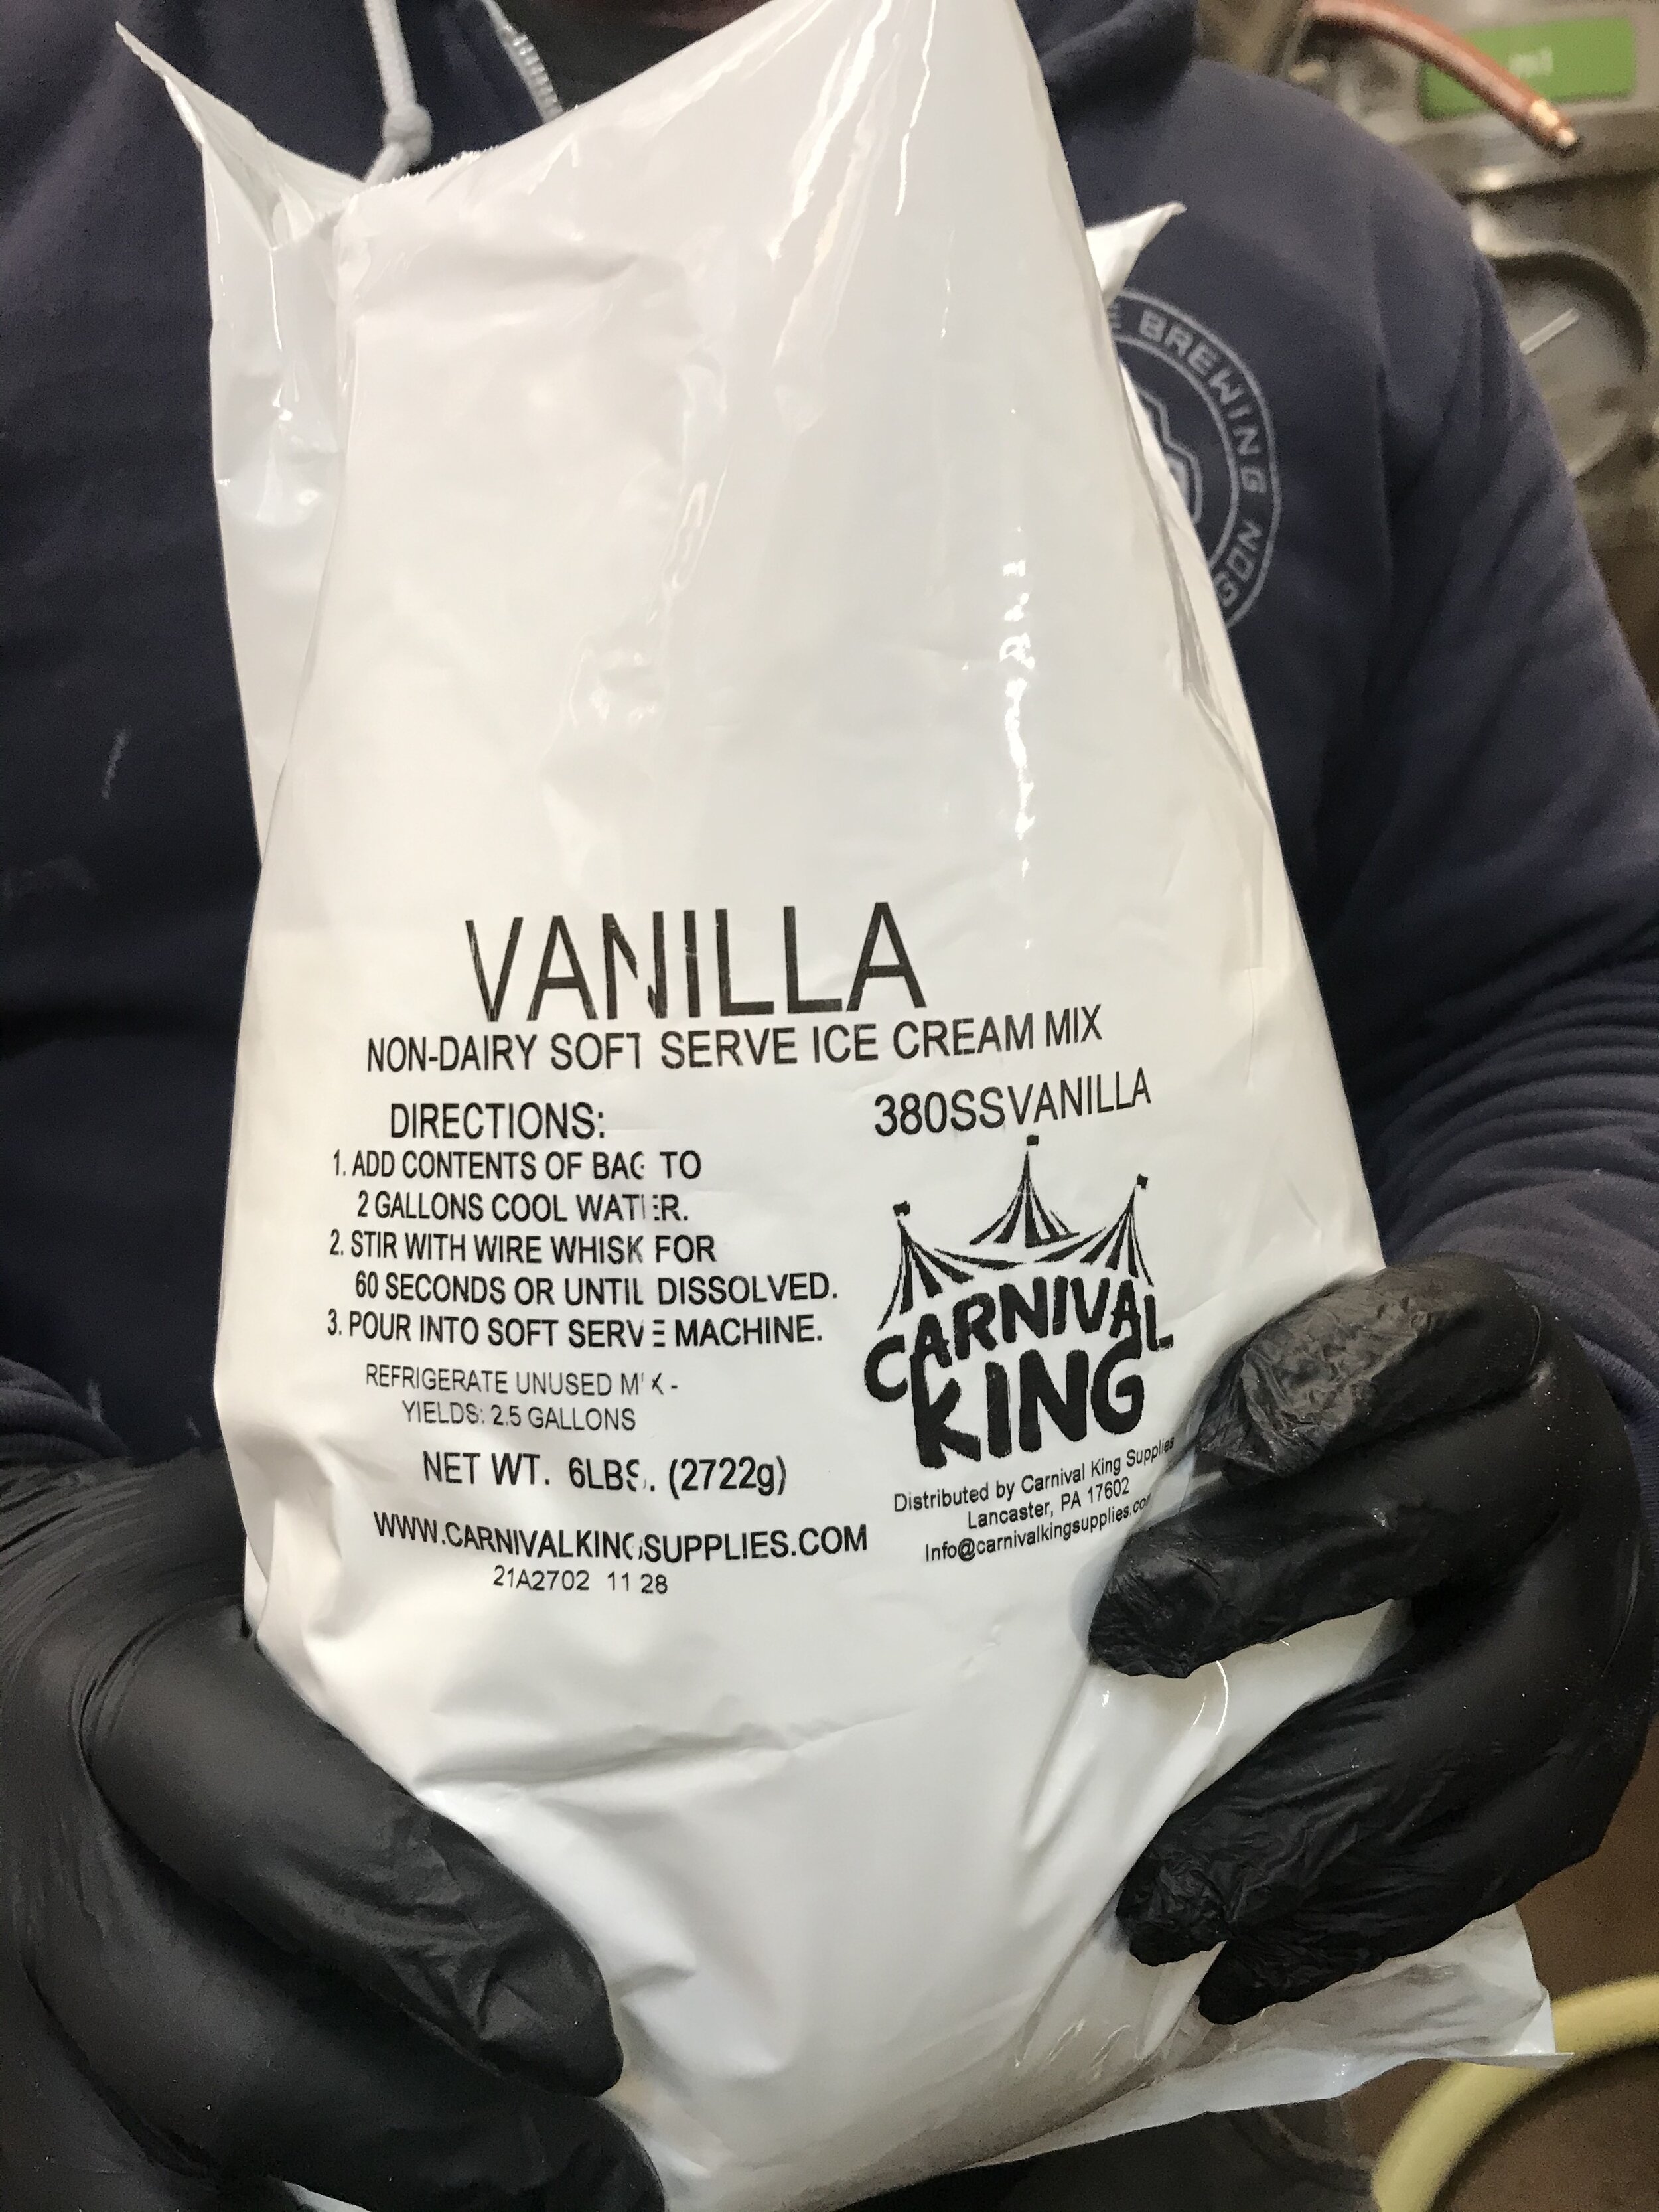 BREWING
VANILLA
NON-DAIRY SOFT SERVE ICE CREAM MIX
380SSVANILLA
DIRECTIONS:
1. ADD CONTENTS OF BAG TO
2 GALLONS COOL WATER.
2. STIR WITH WIRE WHISK FOR
60 SECONDS OR UNTIL DISSOLVED.
3. POUR INTO SOFT SERVE MACHINE.
REFRIGERATE UNUSED MIX -
YIELDS: 2.5 GALLONS
NET WT. 6LBS. (2722g)
WWW.CARNIVALKINGSUPPLIES.COM
21A2702 11 28
CARNIVAL
KING
Distributed by Carnival King Supplies
Lancaster, PA 17602
Info@carnivalkingsupplies.com